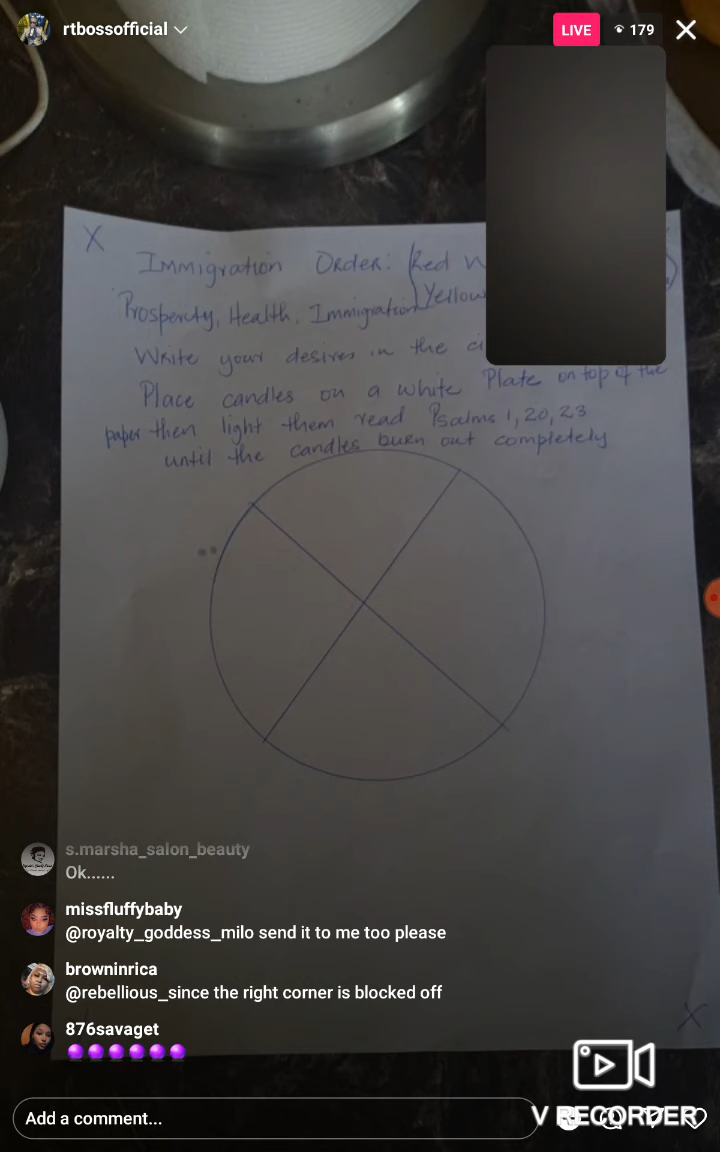 rtbossofficial
LIVE
179
X
Immigration Order: (Red
Prosperity, Health, Immigration Yellow
Write your desires in the
Place candles on a white Plate on top of the
paper then light them read Psalms 1, 20, 23
until the candles burn out completely
s.marsha_salon_beauty
Ok......
missfluffybaby
@royalty_goddess_milo send it to me too please
browninrica
@rebellious_since the right corner is blocked off
876savaget
X
Add a comment...
V RECORDER